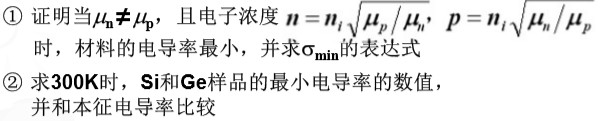 ① 证明当μn≠μp，且电子浓度 n=ni√μp/μn，p=ni√μn/μp
时，材料的电导率最小，并求σmin的表达式
② 求300K时，Si和Ge样品的最小电导率的数值，
并和本征电导率比较